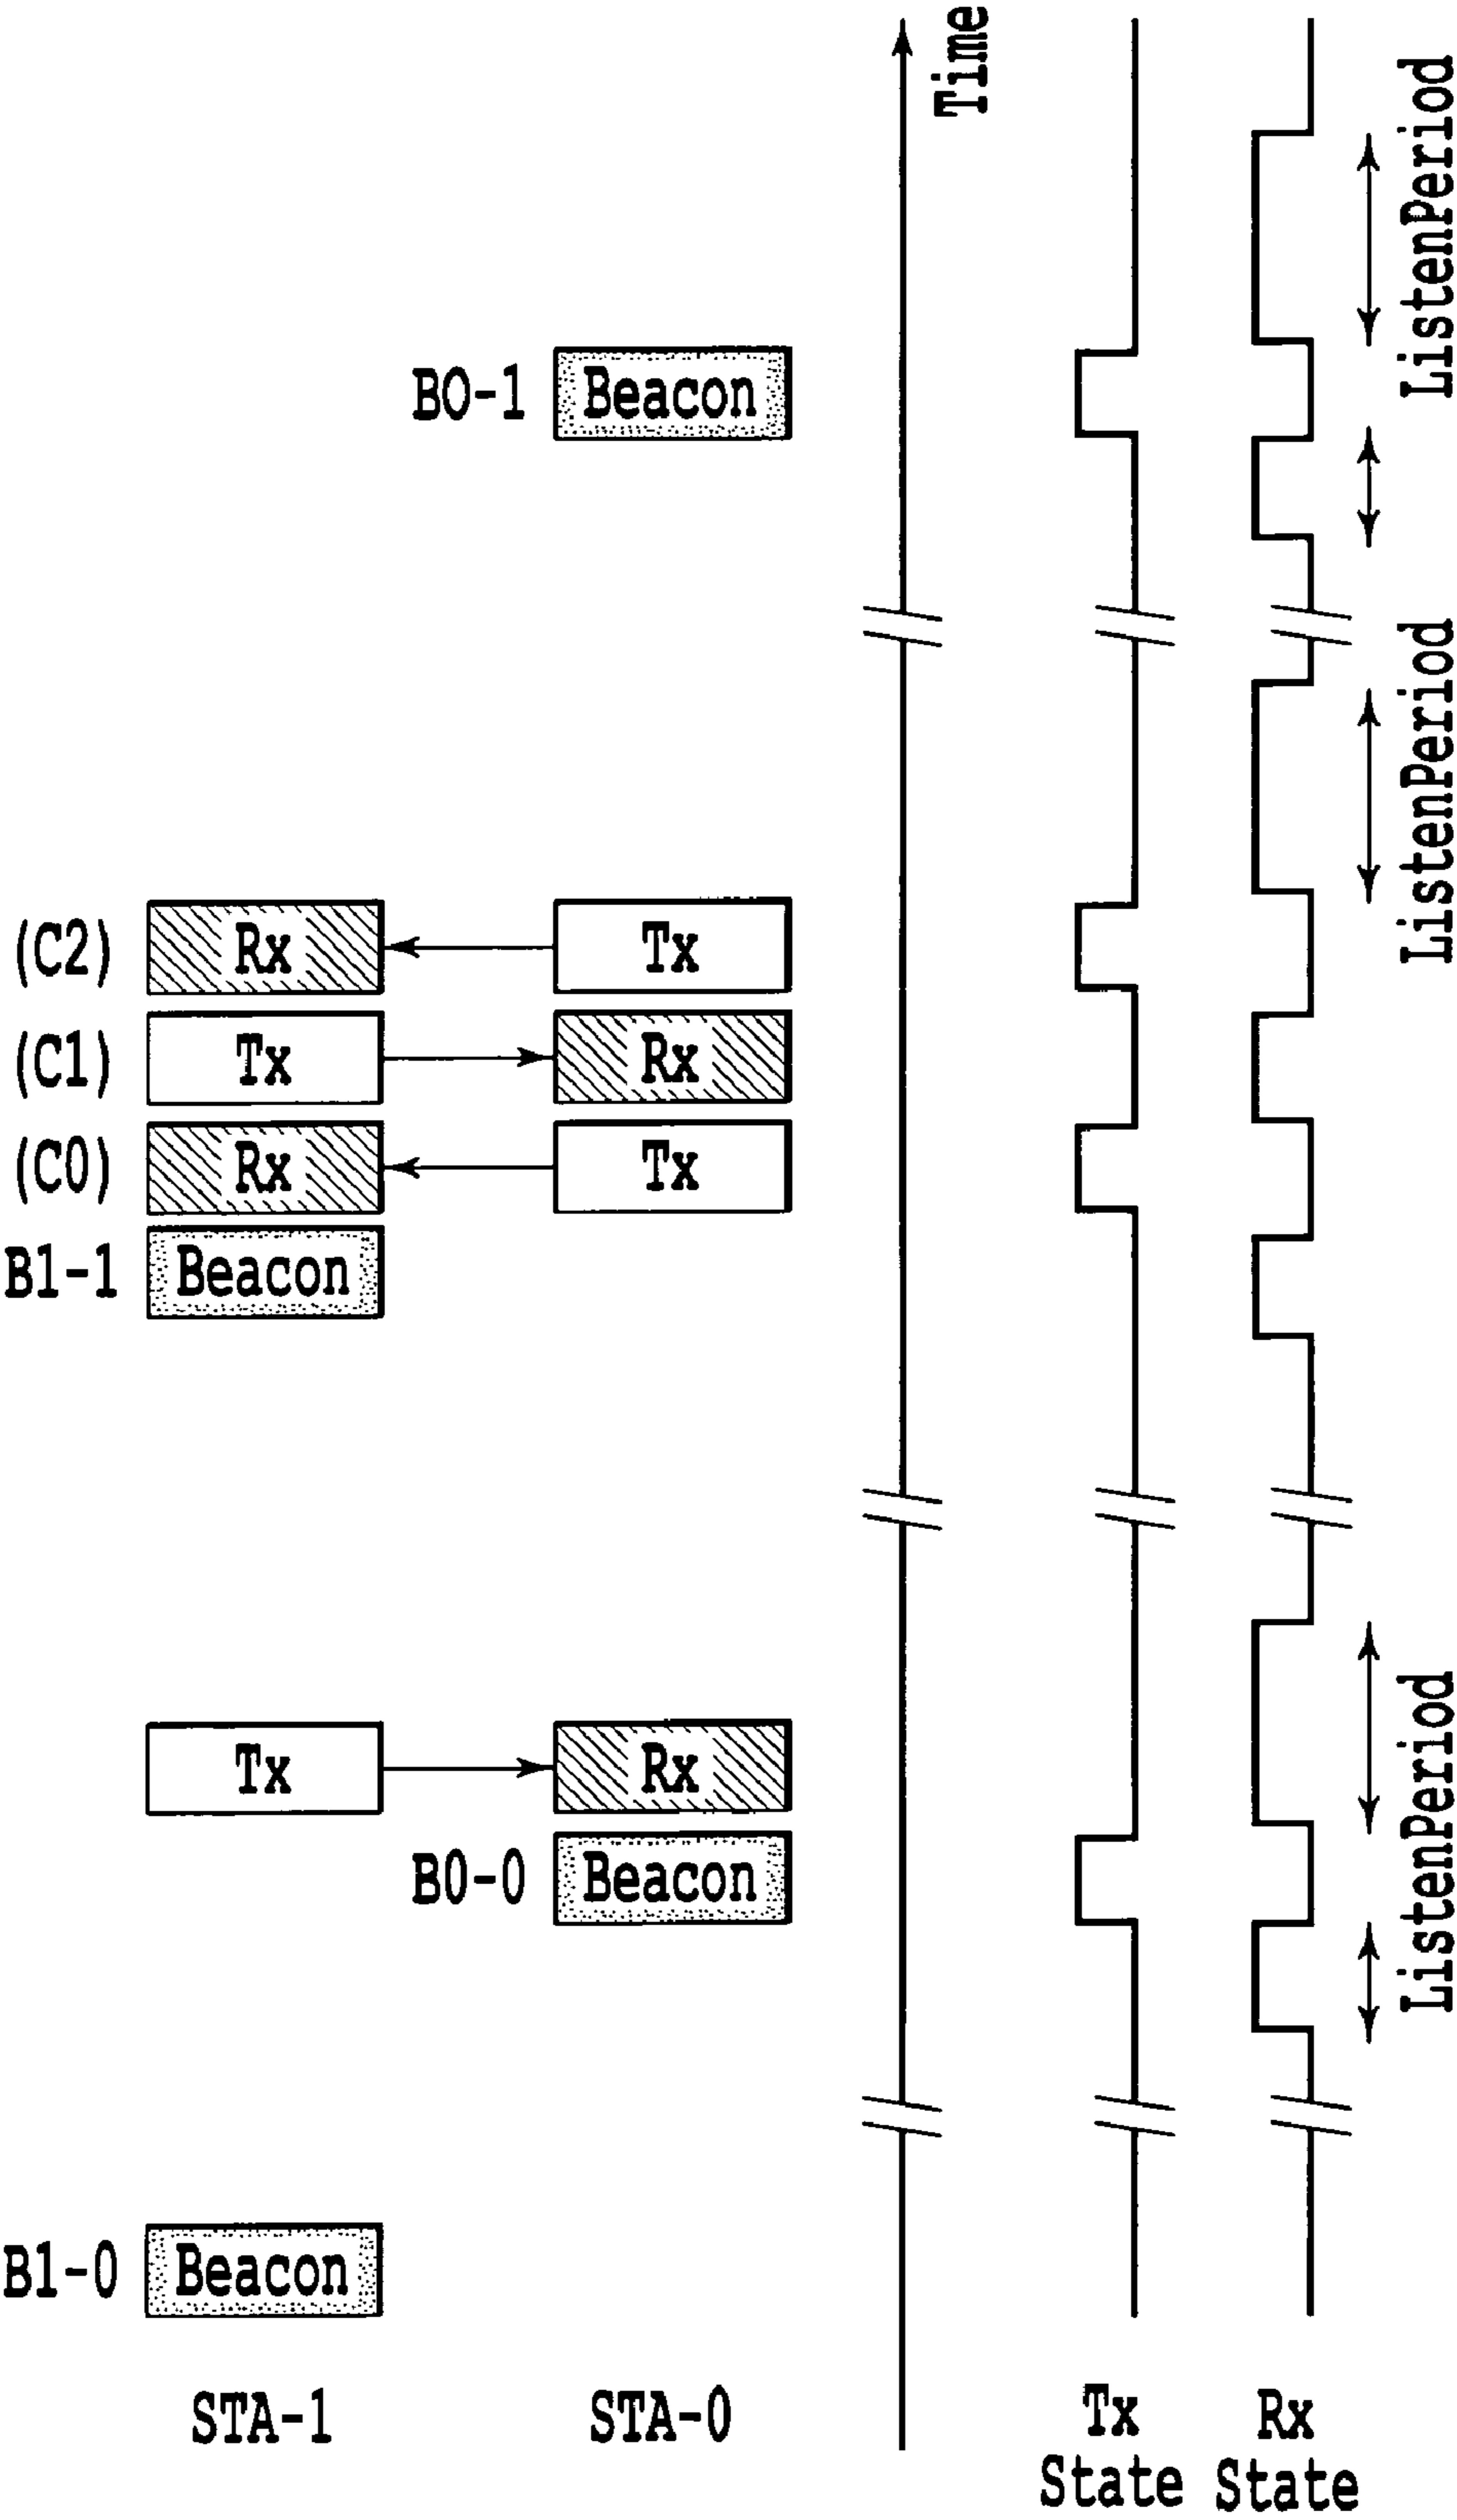 Time
ListenPeriod
B0-1 Beacon
ListenPeriod
(C2) Rx Tx
(C1) Tx Rx
(C0) Rx Tx
B1-1 Beacon
Tx Rx
ListenPeriod
B0-0 Beacon
B1-0 Beacon
STA-1 STA-0 Tx State Rx State